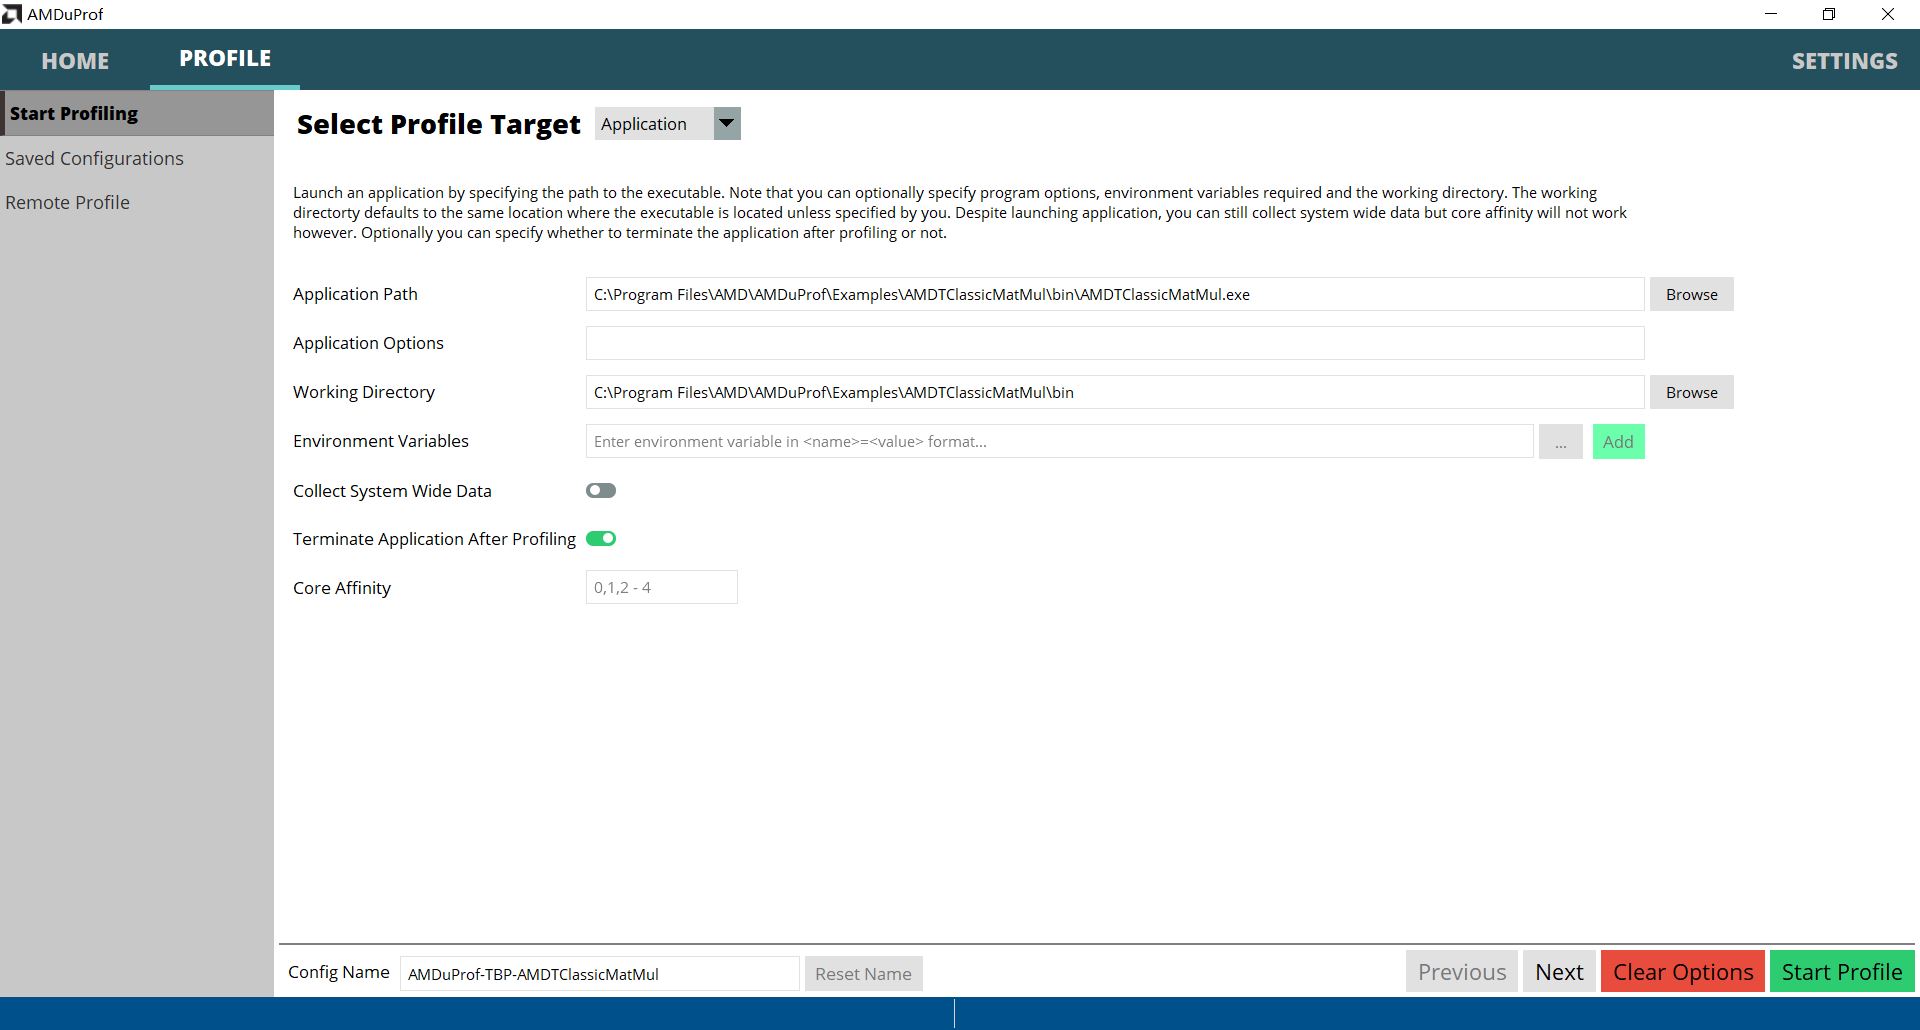 AMDuProf
HOME
PROFILE
SETTINGS
Start Profiling
Saved Configurations
Remote Profile
Select Profile Target
Application
Launch an application by specifying the path to the executable. Note that you can optionally specify program options, environment variables required and the working directory. The working
directorty defaults to the same location where the executable is located unless specified by you. Despite launching application, you can still collect system wide data but core affinity will not work
however. Optionally you can specify whether to terminate the application after profiling or not.
Application Path
C:\Program Files\AMD\AMDuProf\Examples\AMDTClassicMatMul\bin\AMDTClassicMatMul.exe
Browse
Application Options
Working Directory
C:\Program Files\AMD\AMDuProf\Examples\AMDTClassicMatMul\bin
Browse
Environment Variables
Enter environment variable in <name>=<value> format...
...
Add
Collect System Wide Data
Terminate Application After Profiling
Core Affinity
0,1,2 - 4
Config Name
AMDuProf-TBP-AMDTClassicMatMul
Reset Name
Previous
Next
Clear Options
Start Profile